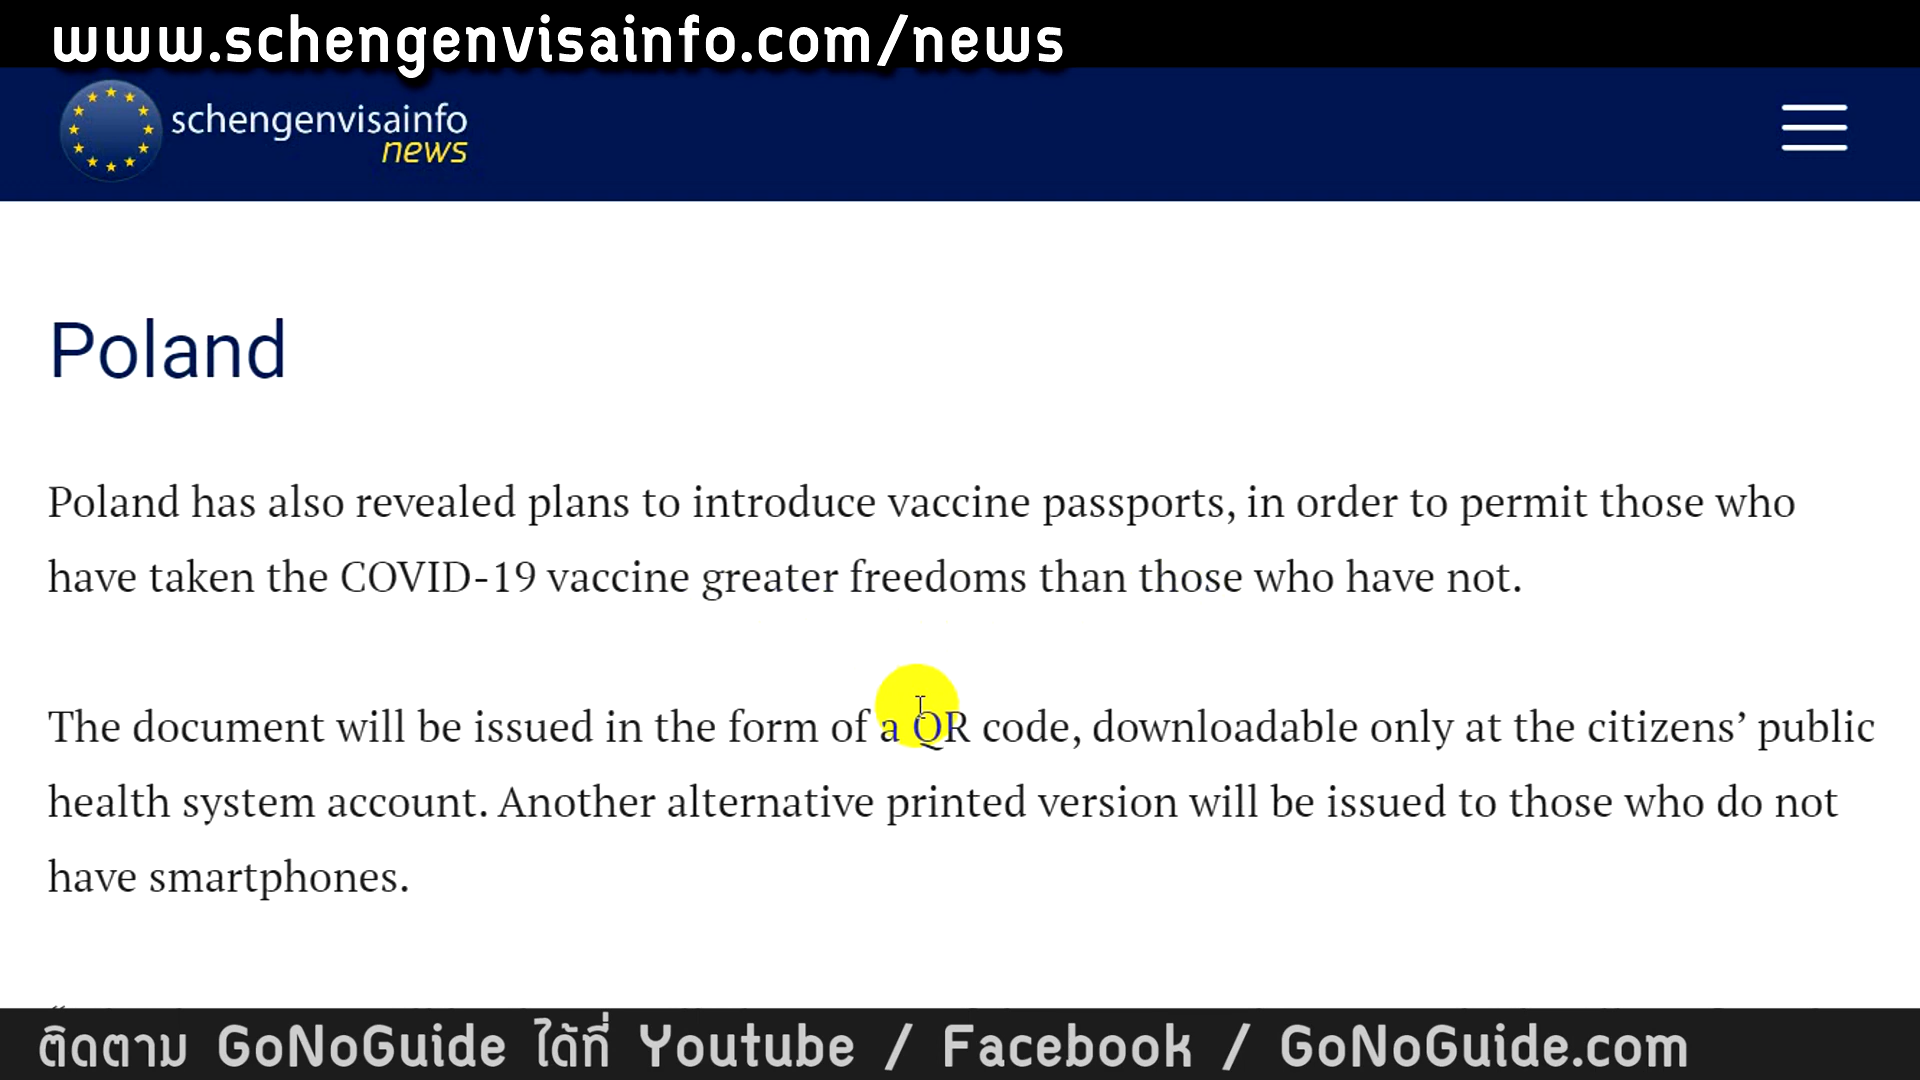 www.schengenvisainfo.com/news
schengenvisainfo
news
Poland
Poland has also revealed plans to introduce vaccine passports, in order to permit those who
have taken the COVID-19 vaccine greater freedoms than those who have not.
The document will be issued in the form of a QR code, downloadable only at the citizens’ public
health system account. Another alternative printed version will be issued to those who do not
have smartphones.
ติดตาม GoNoGuide ได้ที่ Youtube / Facebook / GoNoGuide.com